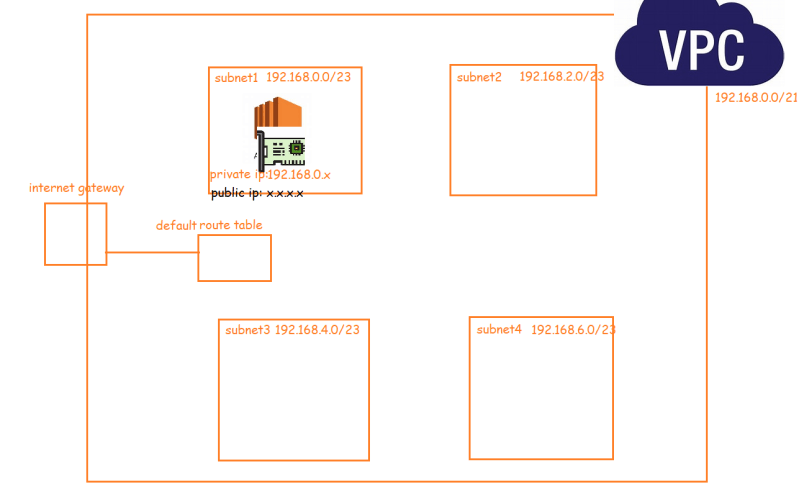 VPC
192.168.0.0/21
subnet1 192.168.0.0/23
private ip:192.168.0.x
public ip: x.x.x.x
subnet2 192.168.2.0/23
internet gateway
default route table
subnet3 192.168.4.0/23
subnet4 192.168.6.0/23